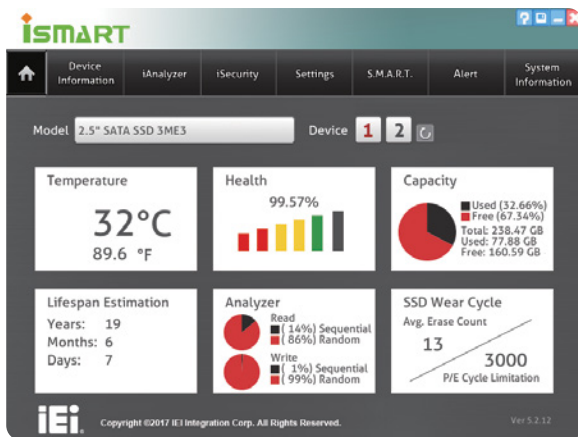 iSMART
Device Information
iAnalyzer
iSecurity
Settings
S.M.A.R.T.
Alert
System Information
Model 2.5" SATA SSD 3ME3 Device 1 2
Temperature
32°C
89.6 °F
Health
99.57%
Capacity
Used (32.66%)
Free (67.34%)
Total: 238.47 GB
Used: 77.88 GB
Free: 160.59 GB
Lifespan Estimation
Years: 19
Months: 6
Days: 7
Analyzer
Read
( 14%) Sequential
( 86%) Random
Write
( 1%) Sequential
( 99%) Random
SSD Wear Cycle
Avg. Erase Count
13
3000
P/E Cycle Limitation
iEi Copyright ©2017 IEI Integration Corp. All Rights Reserved. Ver 5.2.12